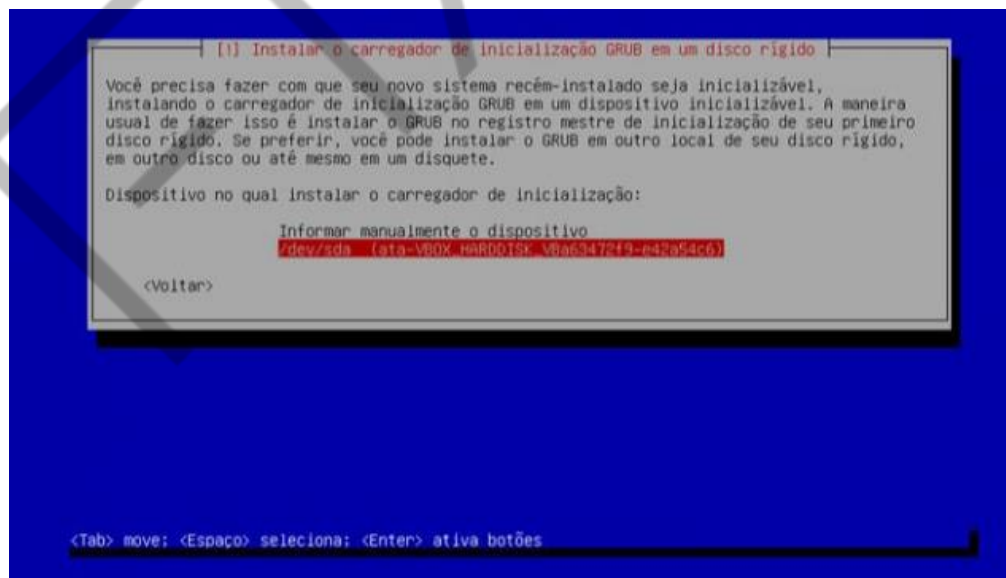 [!] Instalar o carregador de inicialização GRUB em um disco rígido
Você precisa fazer com que seu novo sistema recém-instalado seja inicializável,
instalando o carregador de inicialização GRUB em um dispositivo inicializável. A maneira
usual de fazer isso é instalar o GRUB no registro mestre de inicialização de seu primeiro
disco rígido. Se preferir, você pode instalar o GRUB em outro local de seu disco rígido,
em outro disco ou até mesmo em um disquete.
Dispositivo no qual instalar o carregador de inicialização:
Informar manualmente o dispositivo
/dev/sda (ata-VBOX_HARDDISK_VBa63472f9-e42a54c6)
<Voltar>
<Tab> move; <Espaço> seleciona; <Enter> ativa botões